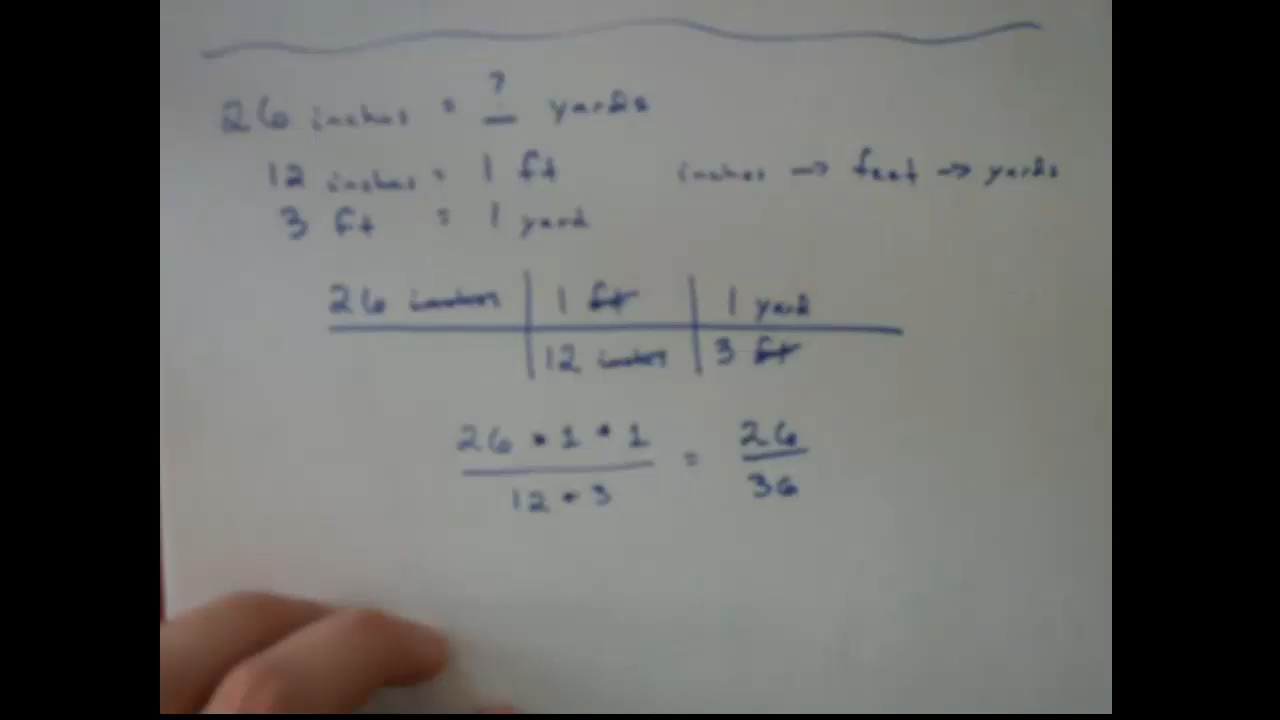 26 inches = ? yards
12 inches = 1 ft inches → feet → yards
3 ft = 1 yard
26 inches | 1 ft | 1 yard
12 inches | 3 ft
26 • 1 • 1 = 26
12 • 3 36